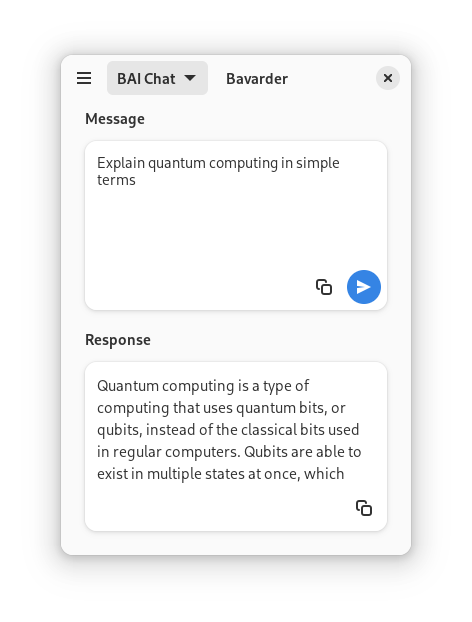 BAI Chat
Bavarder
Message
Explain quantum computing in simple
terms
Response
Quantum computing is a type of
computing that uses quantum bits, or
qubits, instead of the classical bits used
in regular computers. Qubits are able to
exist in multiple states at once, which